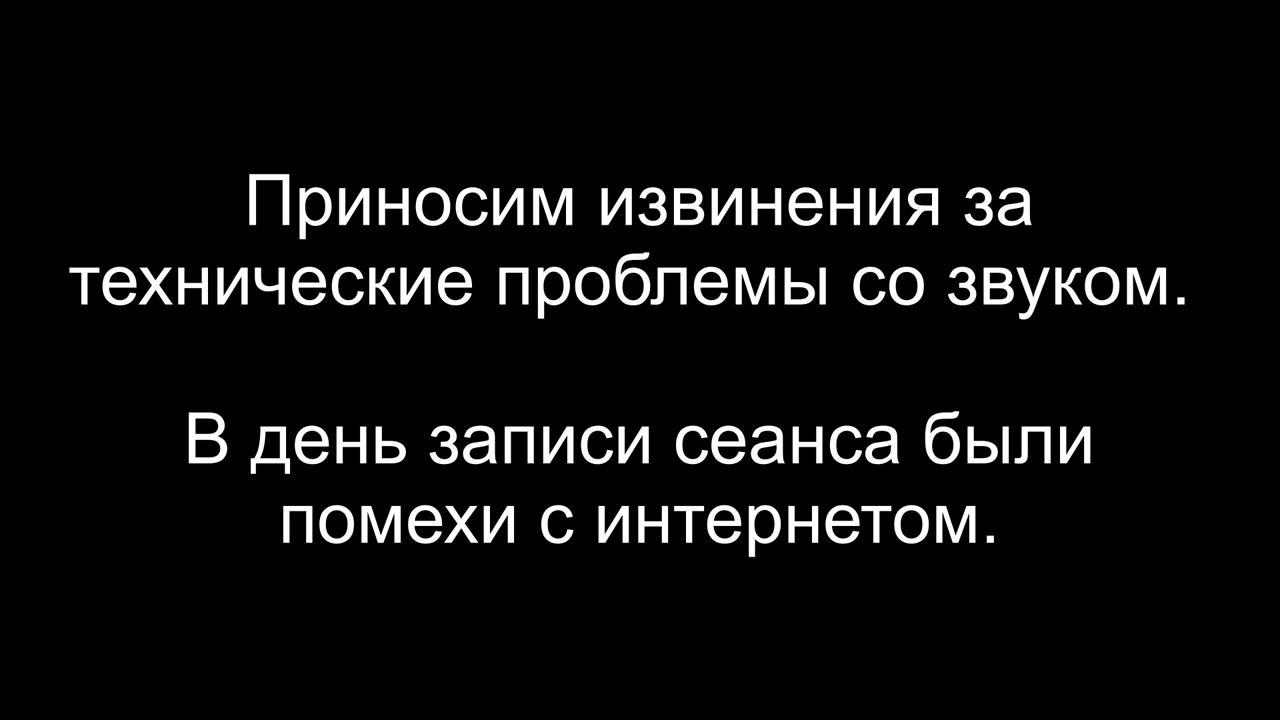 Приносим извинения за
технические проблемы со звуком.
В день записи сеанса были
помехи с интернетом.